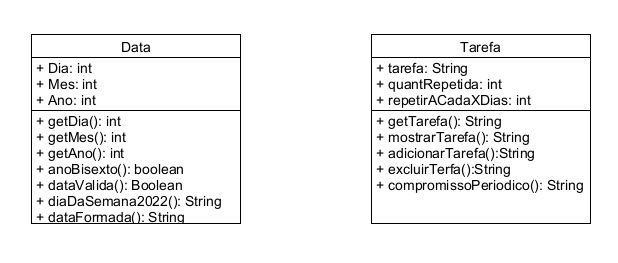 Data
+ Dia: int
+ Mes: int
+ Ano: int
+ getDia(): int
+ getMes(): int
+ getAno(): int
+ anoBisexto(): boolean
+ dataValida(): Boolean
+ diaDaSemana2022(): String
+ dataFormada(): String
Tarefa
+ tarefa: String
+ quantRepetida: int
+ repetirACadaXDias: int
+ getTarefa(): String
+ mostrarTarefa(): String
+ adicionarTarefa():String
+ excluirTerfa():String
+ compromissoPeriodico(): String